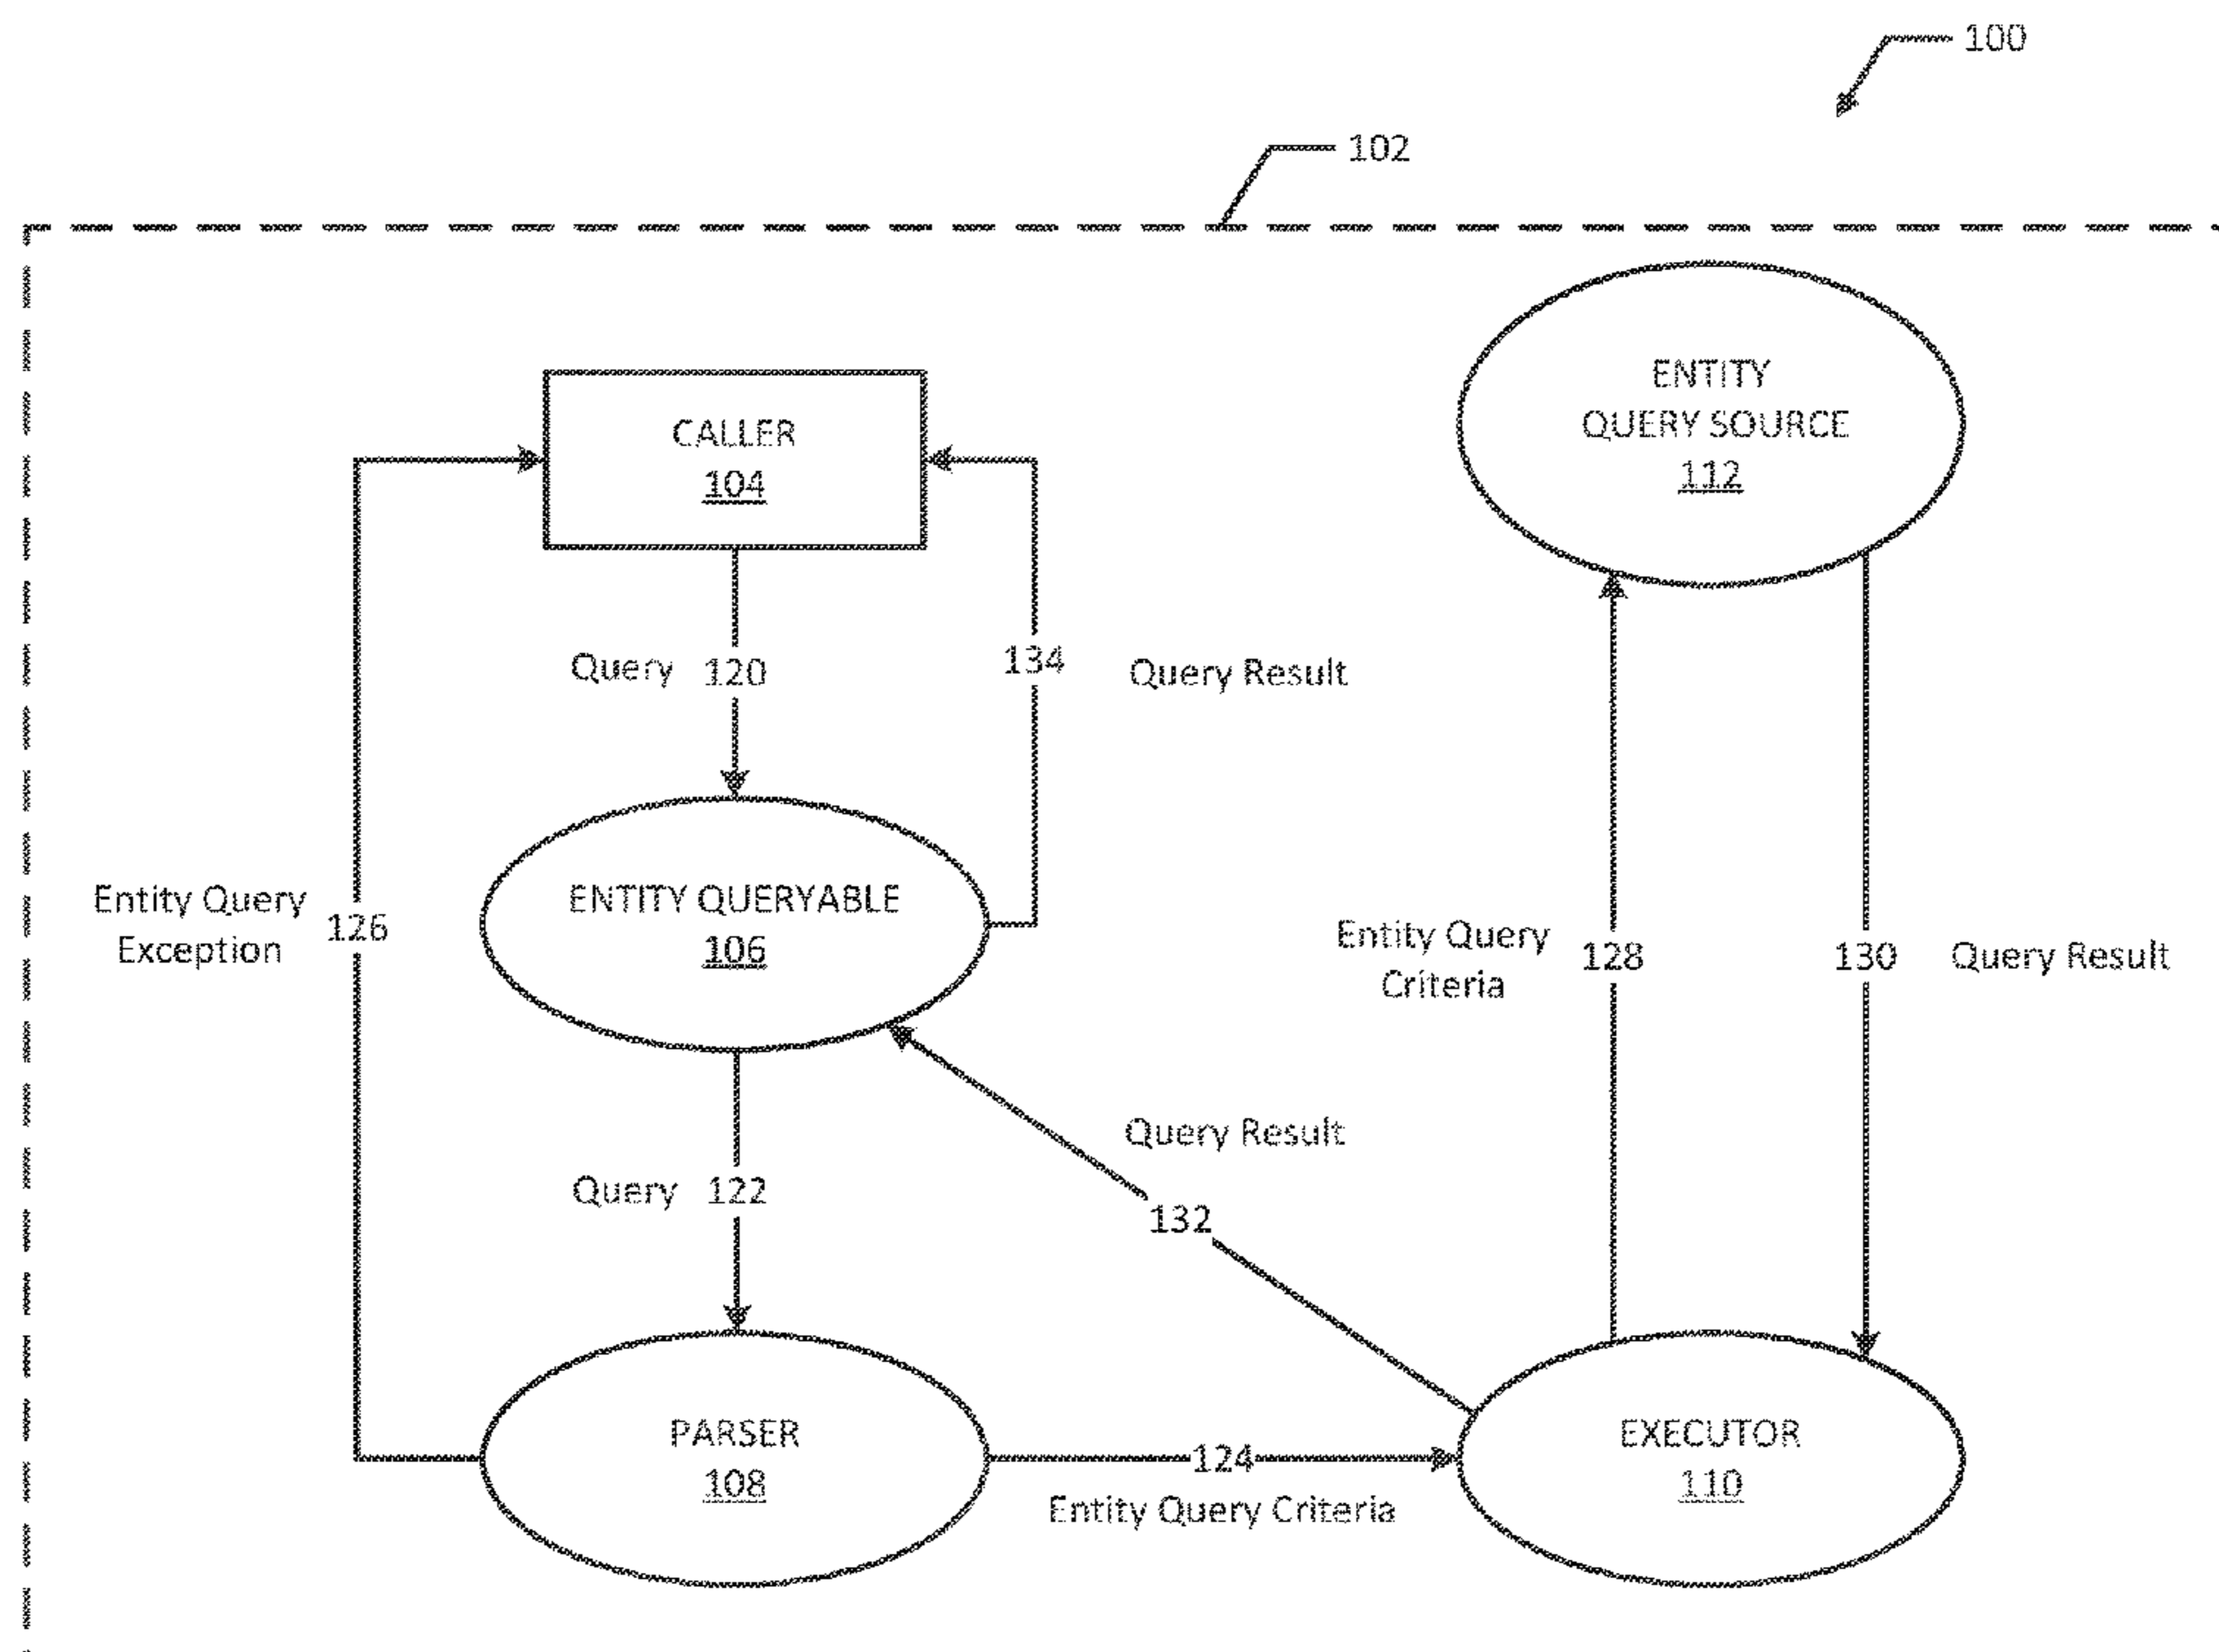 100
102
ENTITY
QUERY SOURCE
112
CALLER
104
Query 120
134 Query Result
ENTITY QUERYABLE
106
Entity Query
Exception
126
Entity Query
Criteria
128
130 Query Result
Query Result
132
Query 122
PARSER
108
124
Entity Query Criteria
EXECUTOR
110